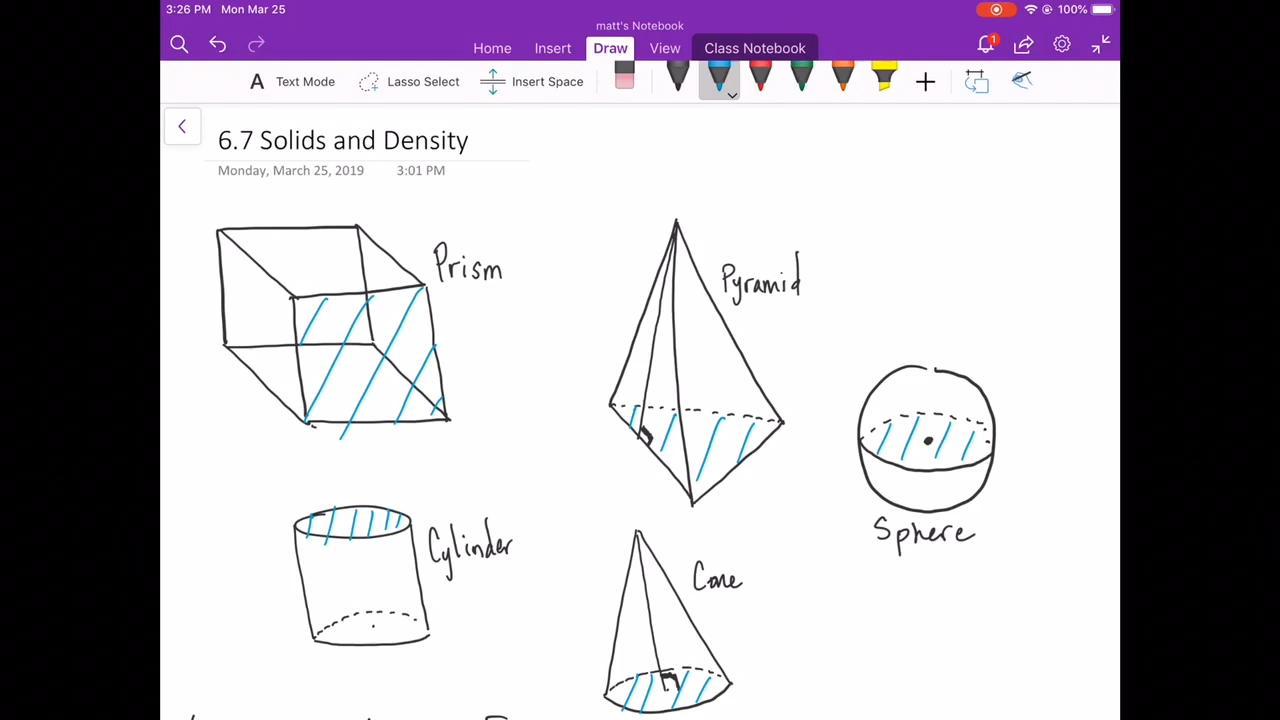 3:26 PM Mon Mar 25 100%
matt's Notebook
Home Insert Draw View Class Notebook
1
A Text Mode Lasso Select Insert Space
6.7 Solids and Density
Monday, March 25, 2019 3:01 PM
Prism
Pyramid
Sphere
Cylinder
Cone